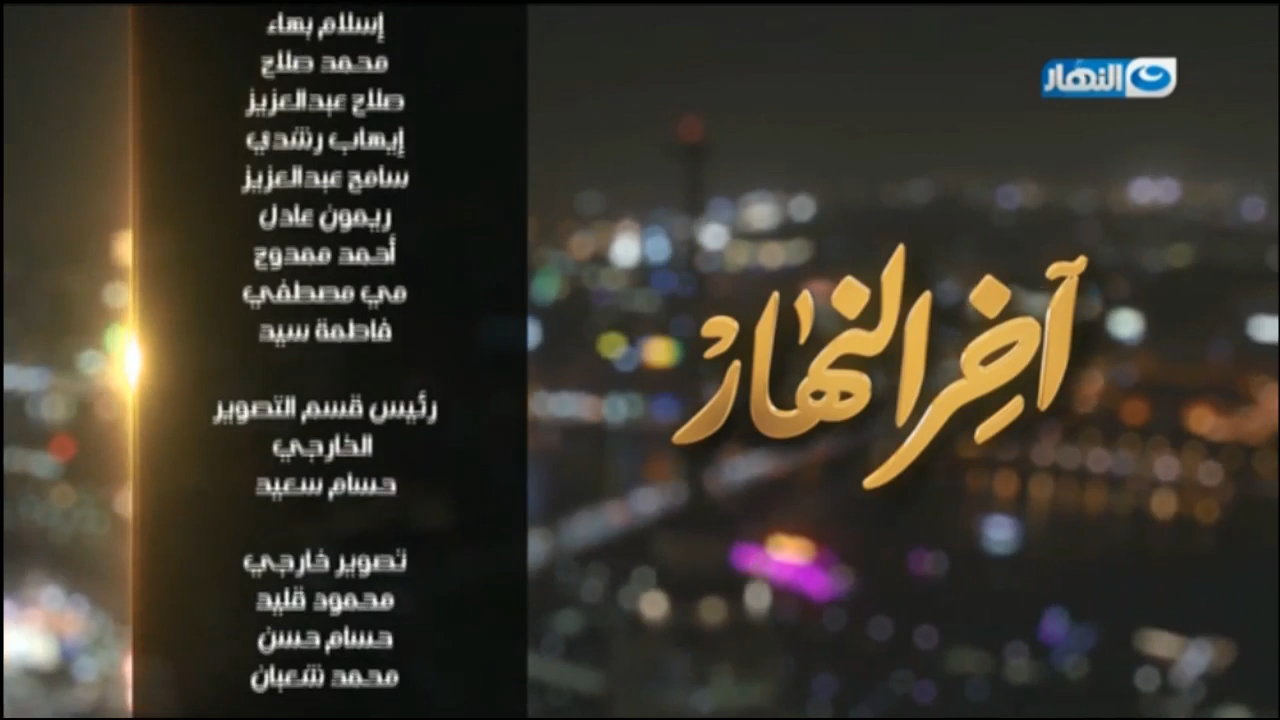 النهار
آخر النهار
إسلام بهاء
محمد صلاح
صلاح عبدالعزيز
إيهاب رشدي
سامح عبدالعزيز
ريمون عادل
أحمد ممدوح
مي مصطفي
فاطمة سيد
رئيس قسم التصوير
الخارجي
حسام سعيد
تصوير خارجي
محمود قليد
حسام حسن
محمد شعبان